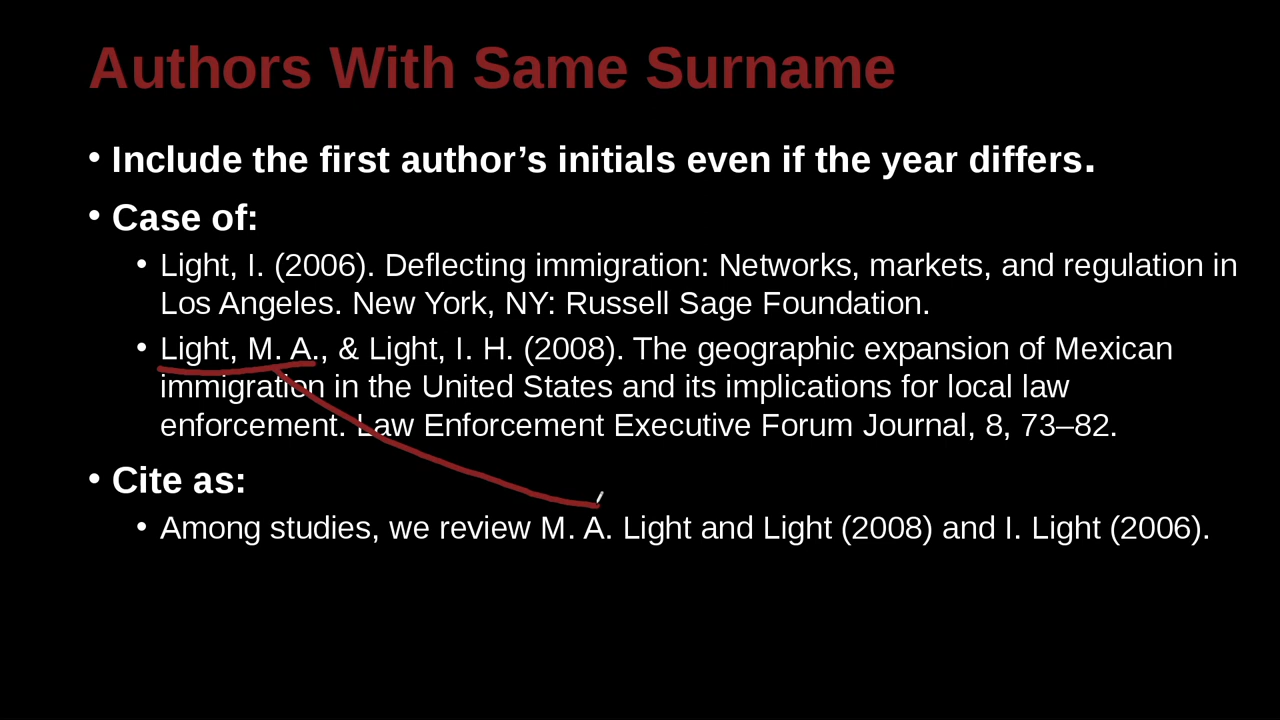 Authors With Same Surname
• Include the first author’s initials even if the year differs.
• Case of:
• Light, I. (2006). Deflecting immigration: Networks, markets, and regulation in
Los Angeles. New York, NY: Russell Sage Foundation.
• Light, M. A., & Light, I. H. (2008). The geographic expansion of Mexican
immigration in the United States and its implications for local law
enforcement. Law Enforcement Executive Forum Journal, 8, 73–82.
• Cite as:
• Among studies, we review M. A. Light and Light (2008) and I. Light (2006).